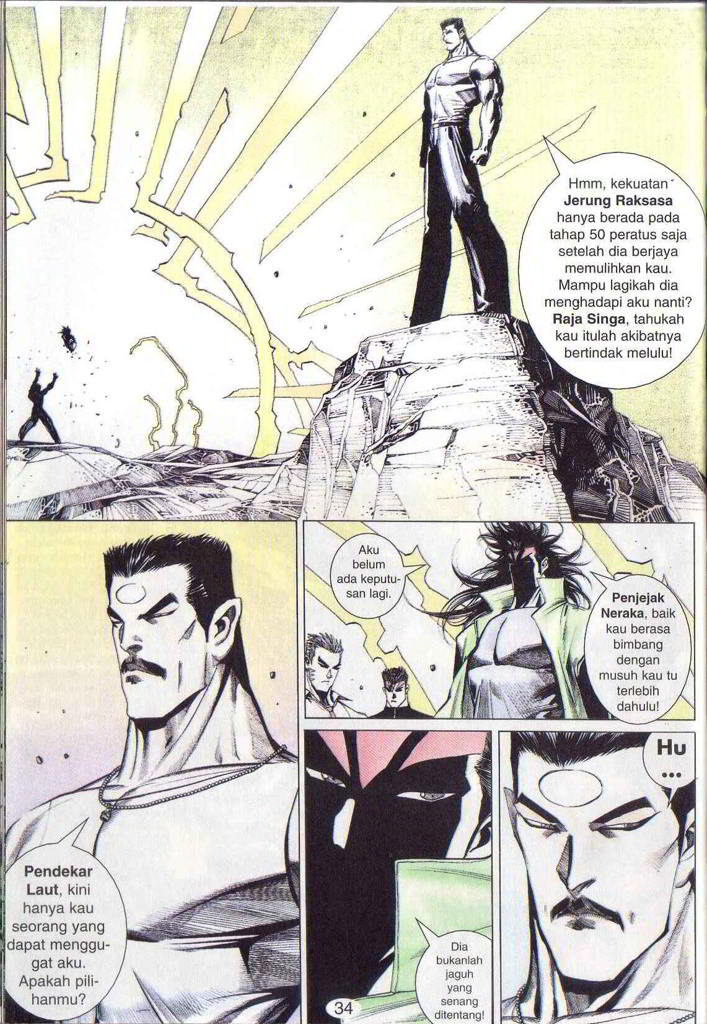 Hmm, kekuatan
Jerung Raksasa
hanya berada pada
tahap 50 peratus saja
setelah dia berjaya
memulihkan kau.
Mampu lagikah dia
menghadapi aku nanti?
Raja Singa, tahukah
kau itulah akibatnya
bertindak melulu!
Pendekar
Laut, kini
hanya kau
seorang yang
dapat menggu-
gat aku.
Apakah pili-
hanmu?
Aku
belum
ada keputu-
san lagi.
Penjejak
Neraka, baik
kau berasa
bimbang
dengan
musuh kau tu
terlebih
dahulu!
Dia
bukanlah
jaguh
yang
senang
ditentang!
Hu
...
34